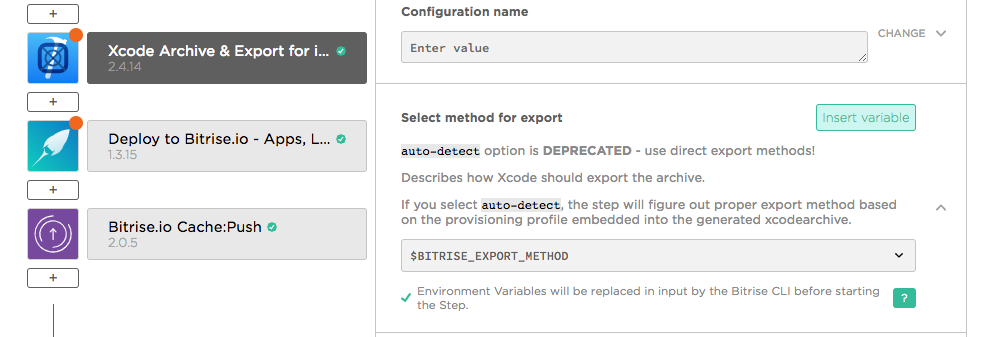 +
Xcode Archive & Export for i...
2.4.14
+
Deploy to Bitrise.io - Apps, L...
1.3.15
+
Bitrise.io Cache:Push
2.0.5
+
Configuration name
Enter value
CHANGE
Select method for export
Insert variable
auto-detect option is DEPRECATED - use direct export methods!
Describes how Xcode should export the archive.
If you select auto-detect, the step will figure out proper export method based
on the provisioning profile embedded into the generated xcodearchive.
$BITRISE_EXPORT_METHOD
Environment Variables will be replaced in input by the Bitrise CLI before starting
the Step.
?